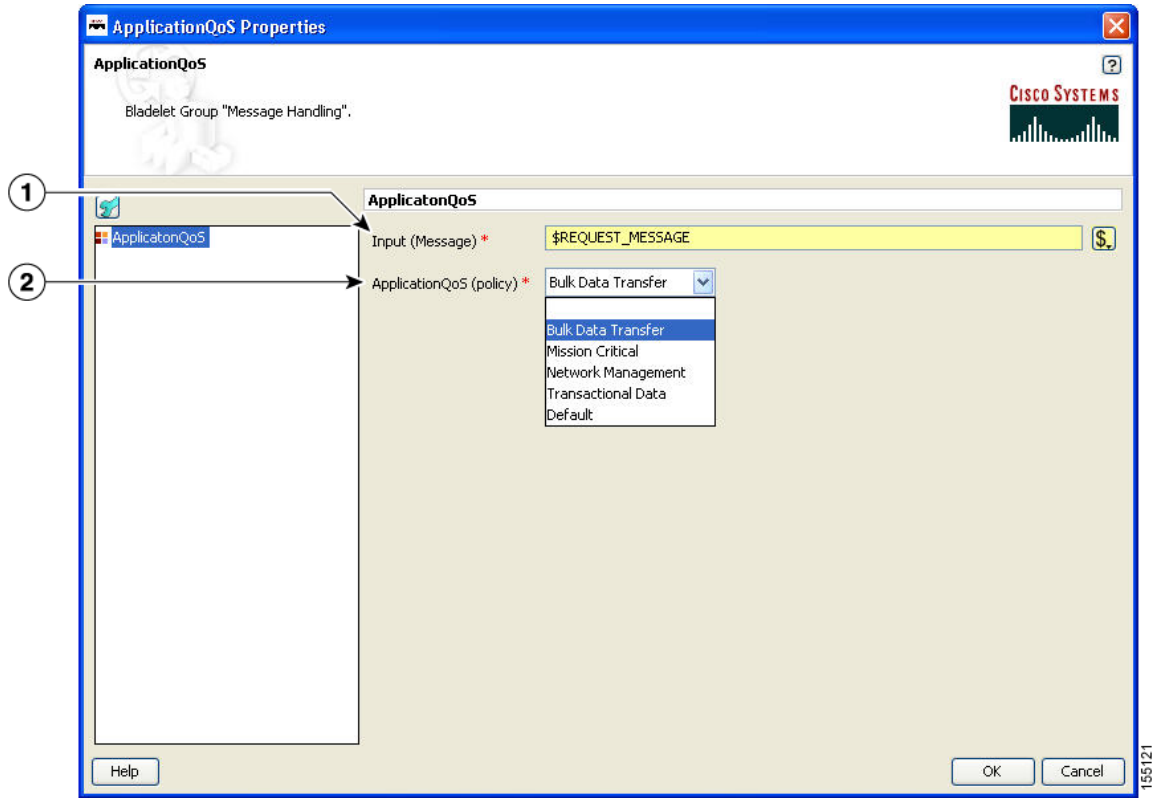 ApplicationQoS Properties
ApplicationQoS
?
Bladelet Group "Message Handling".
CISCO SYSTEMS
1
ApplicatonQoS
ApplicatonQoS
Input (Message) * $REQUEST_MESSAGE $
2
ApplicationQoS (policy) * Bulk Data Transfer
Bulk Data Transfer
Mission Critical
Network Management
Transactional Data
Default
Help
OK
Cancel
155121